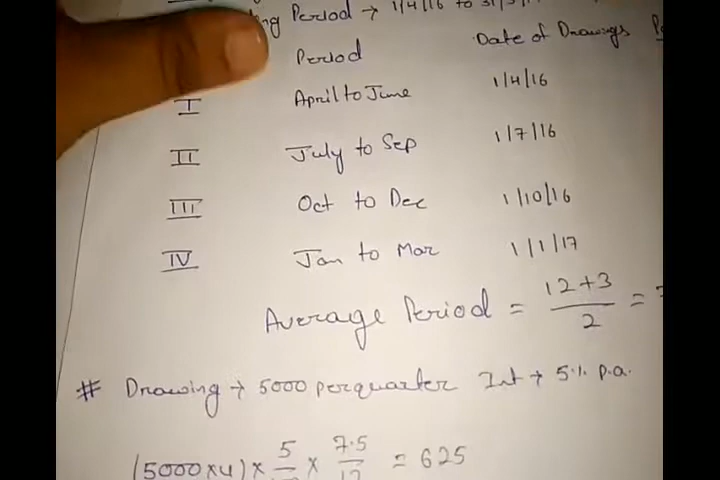 Period → 1/4/16 to
Period Date of Drawings
I April to June 1/4/16
II July to Sep 1/7/16
III Oct to Dec 1/10/16
IV Jan to Mar 1/1/17
Average Period = 12+3 / 2 =
# Drawing → 5000 per quarter Int → 5% p.a.
(5000×4) × 5 × 7.5 / 12 = 625